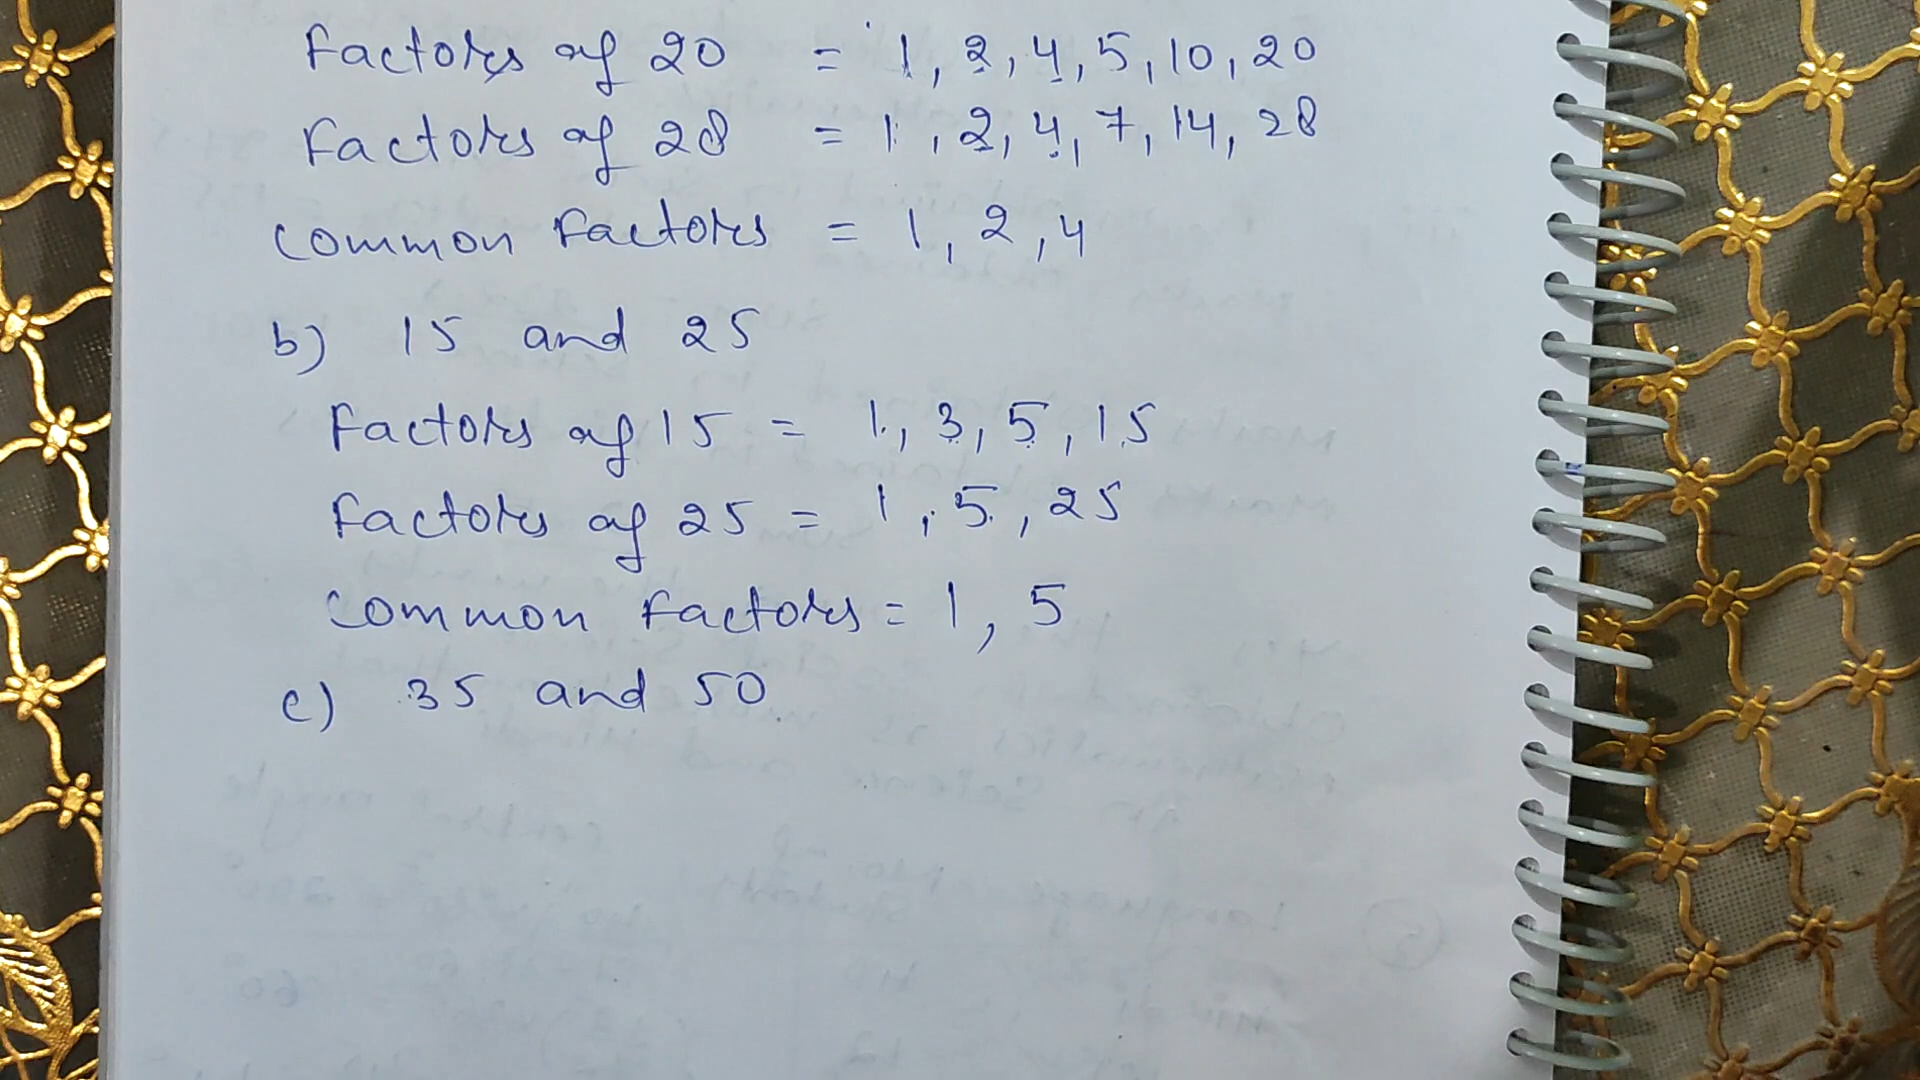 Factors of 20 = 1, 2, 4, 5, 10, 20
Factors of 28 = 1, 2, 4, 7, 14, 28
Common Factors = 1, 2, 4
b) 15 and 25
Factors of 15 = 1, 3, 5, 15
Factors of 25 = 1, 5, 25
Common Factors = 1, 5
c) 35 and 50